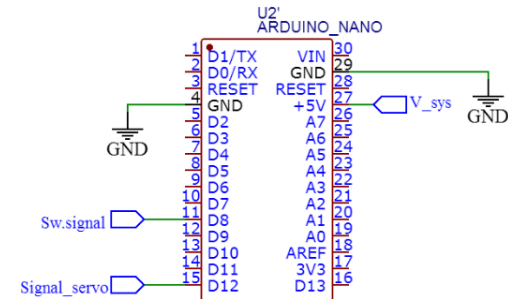 U2'
ARDUINO_NANO
1 D1/TX VIN 30
2 D0/RX GND 29
3 RESET RESET 28
4 GND +5V 27 V_sys
5 D2 A7 26
6 D3 A6 25
7 D4 A5 24
8 D5 A4 23
9 D6 A3 22
10 D7 A2 21
11 D8 A1 20
12 D9 A0 19
13 D10 AREF 18
14 D11 3V3 17
15 D12 D13 16
GND
GND
Sw.signal
Signal_servo